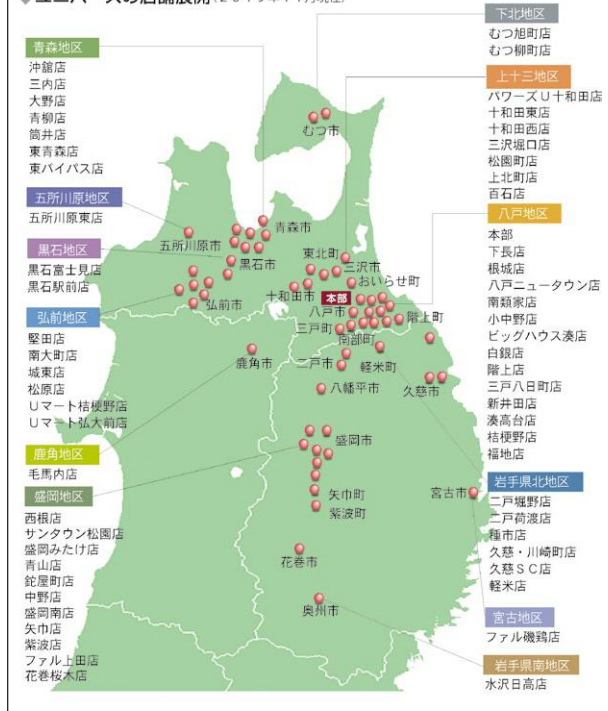 ユニバースの店舗展開(2019年11月現在)
青森地区
沖舘店
三内店
大野店
青柳店
筒井店
東青森店
東バイパス店
五所川原地区
五所川原東店
黒石地区
黒石富士見店
黒石駅前店
弘前地区
堅田店
南大町店
城東店
松原店
Uマート桔梗野店
Uマート弘大前店
鹿角地区
毛馬内店
盛岡地区
西根店
サンタウン松園店
盛岡みたけ店
青山店
鉈屋町店
中野店
盛岡南店
矢巾店
紫波店
ファル上田店
花巻桜木店
むつ市
青森市
五所川原市
黒石市
弘前市
東北町
三沢市
おいらせ町
十和田市
本部
八戸市
階上町
三戸町
南部町
鹿角市
二戸市
軽米町
八幡平市
久慈市
盛岡市
矢巾町
紫波町
宮古市
花巻市
奥州市
下北地区
むつ旭町店
むつ柳町店
上十三地区
パワーズU十和田店
十和田東店
十和田西店
三沢堀口店
松園町店
上北町店
百石店
八戸地区
本部
下長店
根城店
八戸ニュータウン店
南類家店
小中野店
ビッグハウス湊店
白銀店
階上店
三戸八日町店
新井田店
湊高台店
桔梗野店
福地店
岩手県北地区
二戸堀野店
二戸荷渡店
種市店
久慈・川崎町店
久慈SC店
軽米店
宮古地区
ファル磯鶏店
岩手県南地区
水沢日高店